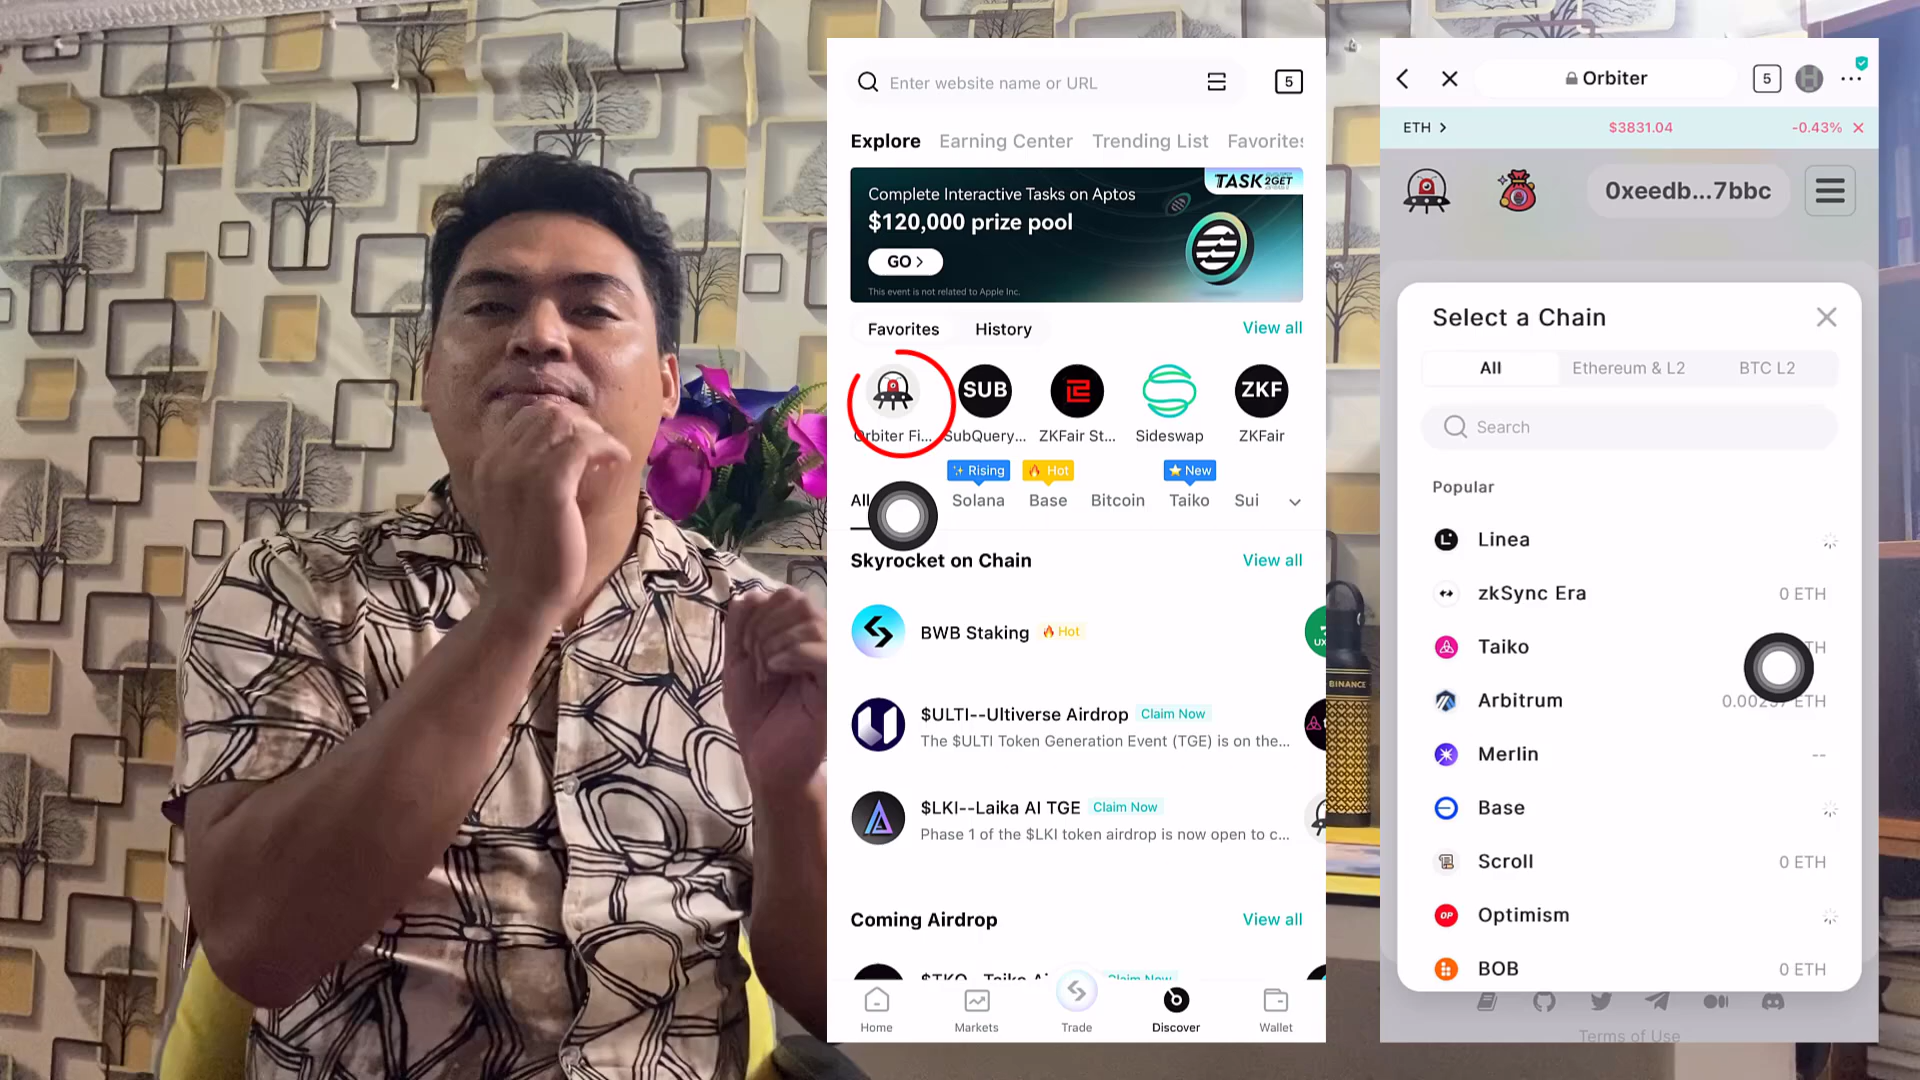 Enter website name or URL
5
Explore Earning Center Trending List Favorites
TASK2GET
Complete Interactive Tasks on Aptos
$120,000 prize pool
GO >
This event is not related to Apple Inc.
Favorites History View all
SUB ZKF
Orbiter Fi... SubQuery... ZKFair St... Sideswap ZKFair
Rising Hot New
All Solana Base Bitcoin Taiko Sui
Skyrocket on Chain View all
BWB Staking Hot
$ULTI--Ultiverse Airdrop Claim Now
The $ULTI Token Generation Event (TGE) is on the...
$LKI--Laika AI TGE Claim Now
Phase 1 of the $LKI token airdrop is now open to c...
Coming Airdrop View all
Claim Now
Home Markets Trade Discover Wallet
BINANCE
Orbiter 5
ETH > $3831.04 -0.43%
0xeedb...7bbc
Select a Chain
All Ethereum & L2 BTC L2
Search
Popular
Linea
zkSync Era 0 ETH
Taiko TH
Arbitrum ETH
Merlin --
Base
Scroll 0 ETH
OP Optimism
BOB 0 ETH
Terms of Use